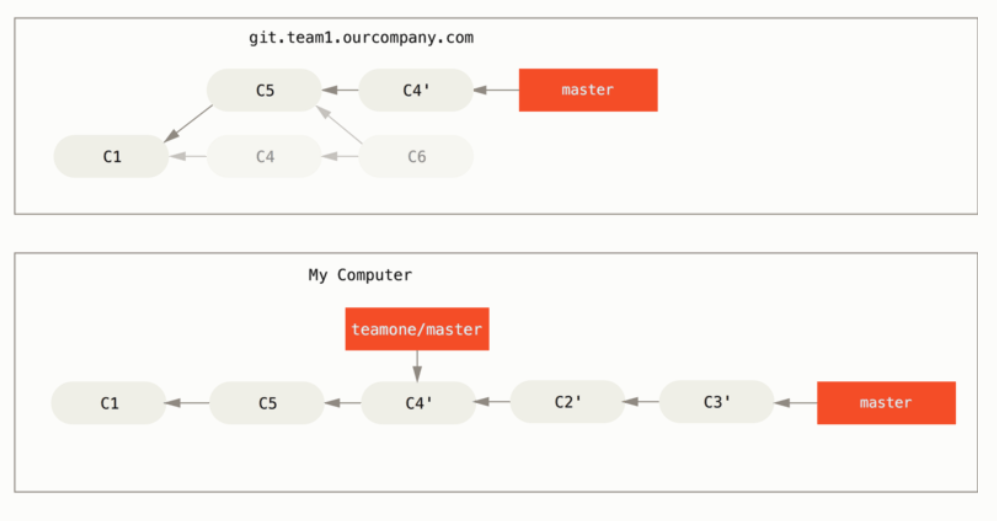 git.team1.ourcompany.com
C5
C4'
master
C1
C4
C6
My Computer
teamone/master
C1
C5
C4'
C2'
C3'
master